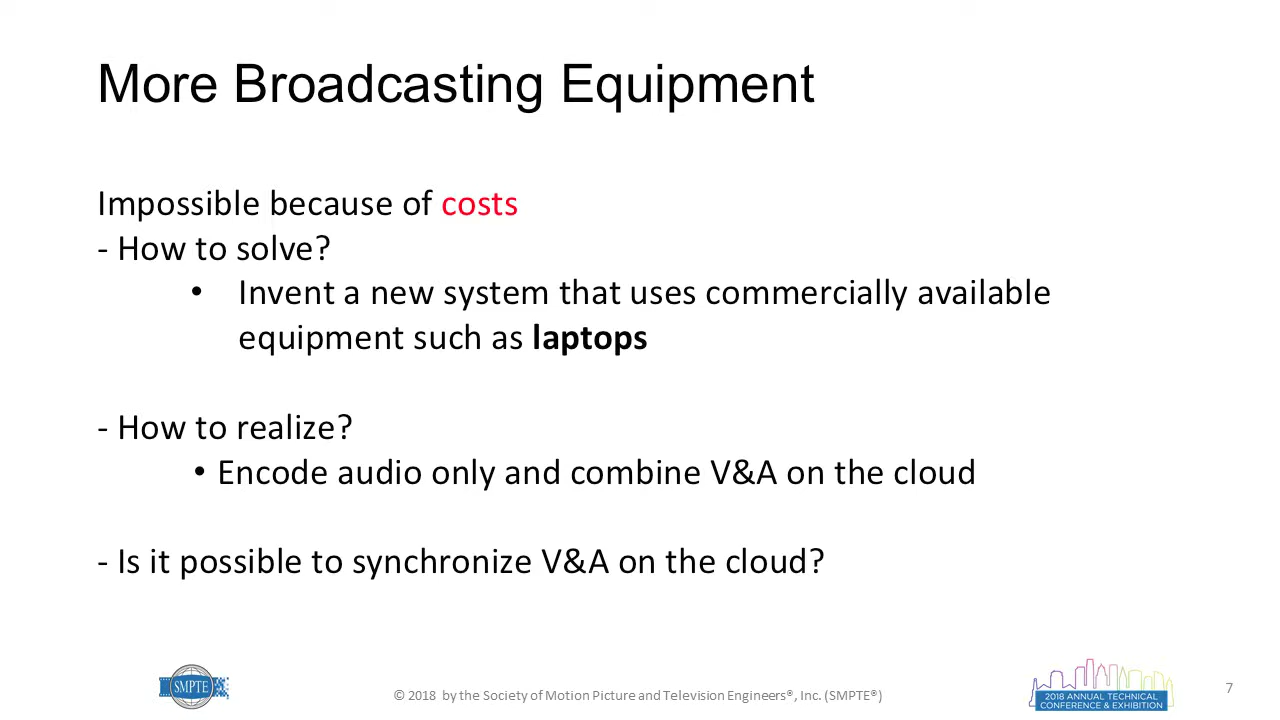 More Broadcasting Equipment
Impossible because of costs
- How to solve?
• Invent a new system that uses commercially available
equipment such as laptops
- How to realize?
• Encode audio only and combine V&A on the cloud
- Is it possible to synchronize V&A on the cloud?
SMPTE
© 2018 by the Society of Motion Picture and Television Engineers®, Inc. (SMPTE®)
2018 ANNUAL TECHNICAL
CONFERENCE & EXHIBITION
7